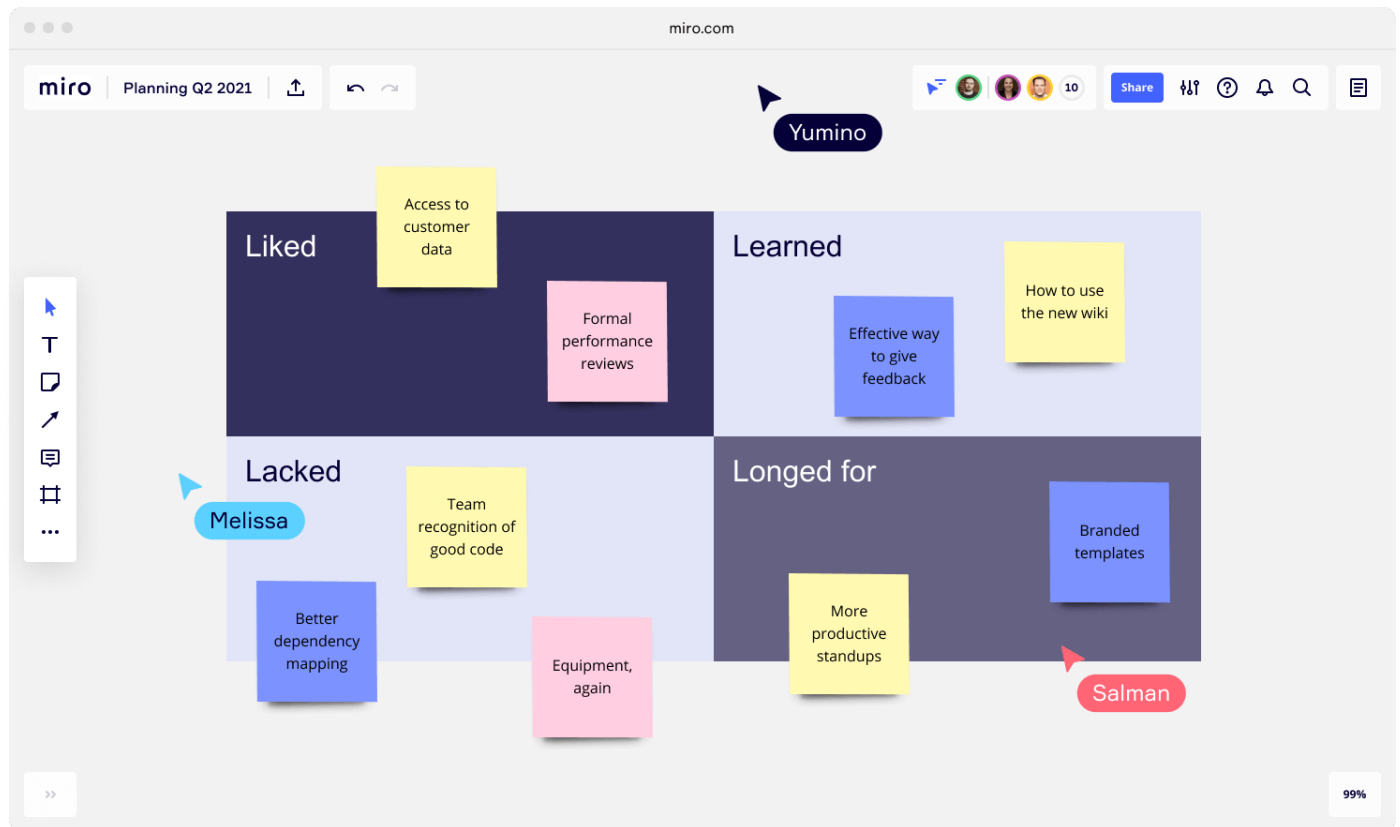 miro.com
miro
Planning Q2 2021
10
Share
Yumino
Liked
Access to
customer
data
Formal
performance
reviews
Learned
Effective way
to give
feedback
How to use
the new wiki
Lacked
Melissa
Team
recognition of
good code
Better
dependency
mapping
Equipment,
again
Longed for
Branded
templates
More
productive
standups
Salman
99%